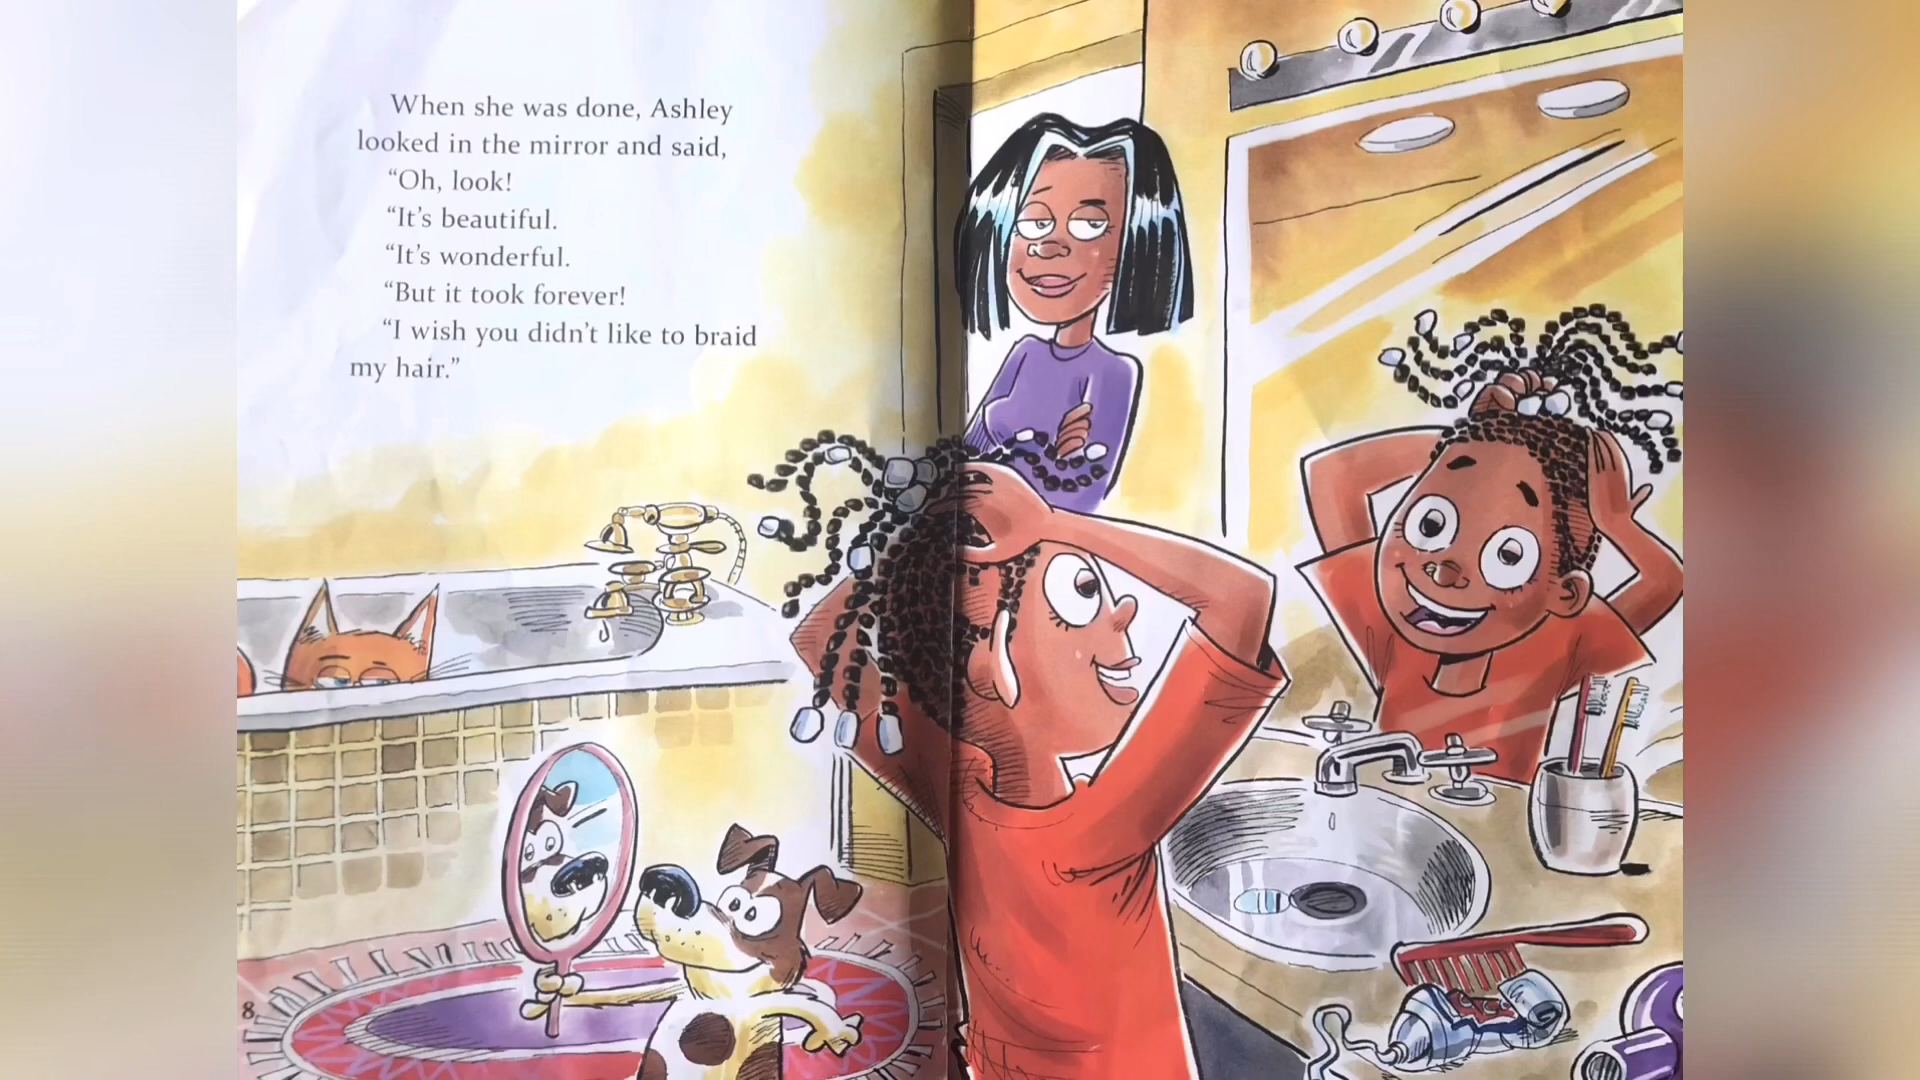 When she was done, Ashley
looked in the mirror and said,
“Oh, look!
“It’s beautiful.
“It’s wonderful.
“But it took forever!
“I wish you didn’t like to braid
my hair.”
8